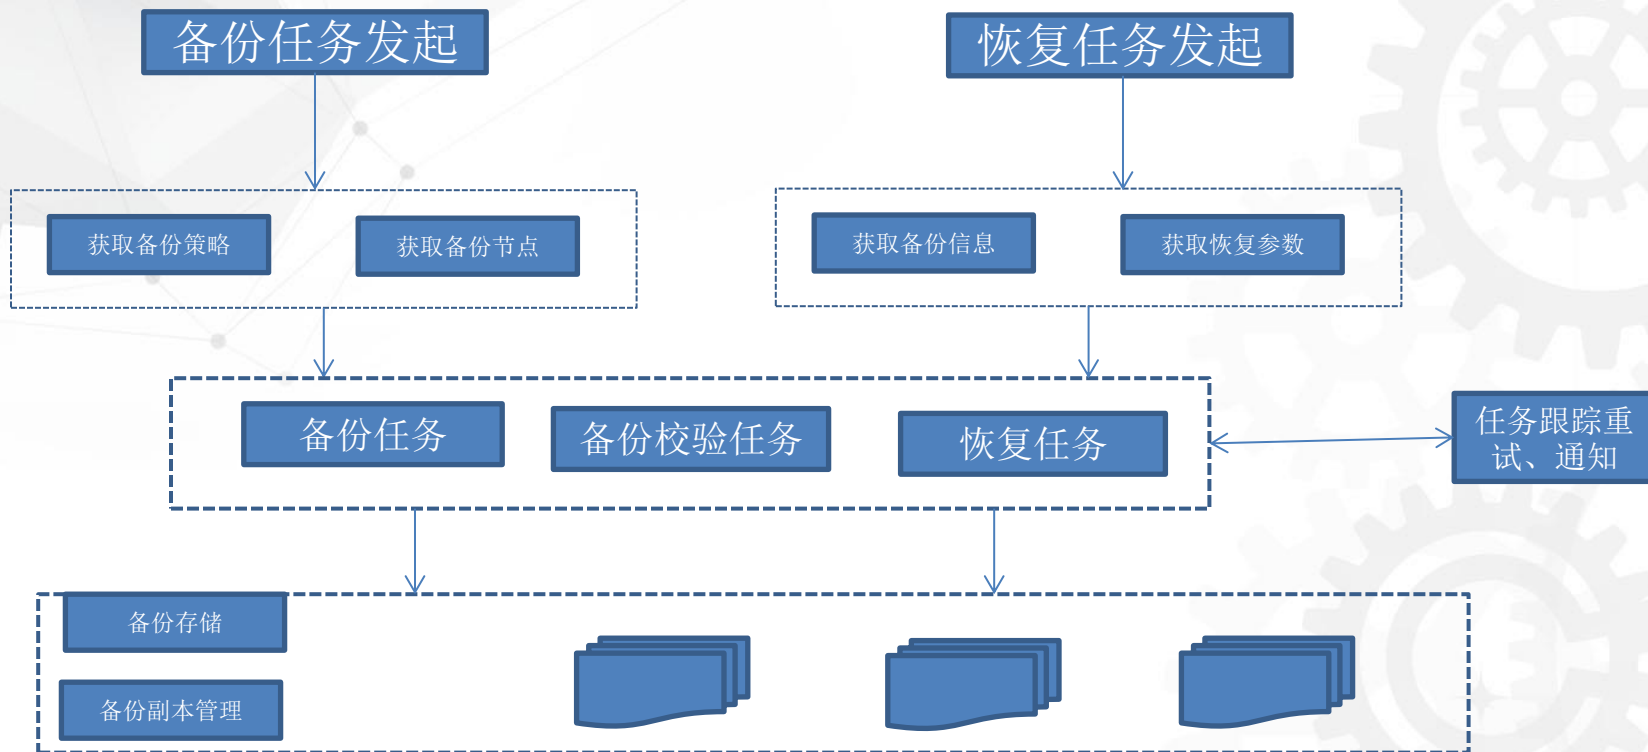 备份任务发起
恢复任务发起
获取备份策略
获取备份节点
获取备份信息
获取恢复参数
备份任务
备份校验任务
恢复任务
任务跟踪重
试、通知
备份存储
备份副本管理